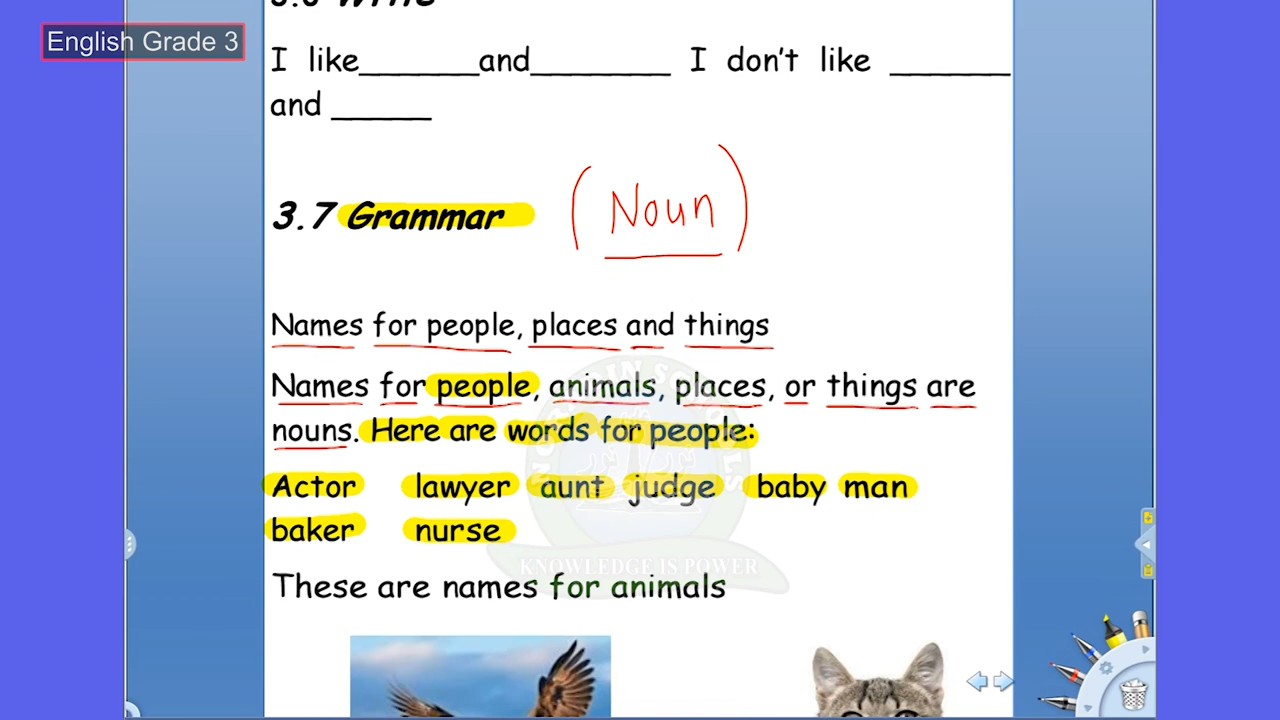 English Grade 3
I like______and_______ I don't like ______
and _____
(Noun)
3.7 Grammar
Names for people, places and things
Names for people, animals, places, or things are
nouns. Here are words for people:
Actor lawyer aunt judge baby man
baker nurse
KNOWLEDGE IS POWER
These are names for animals